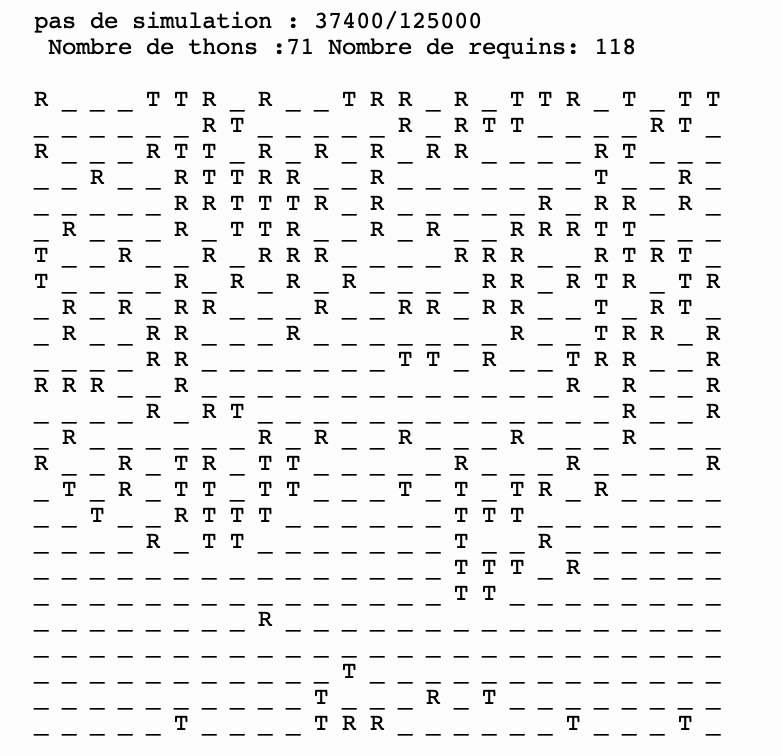 pas de simulation : 37400/125000
Nombre de thons :71 Nombre de requins: 118
R _ _ _ T T R _ R _ _ T R R _ R _ T T R _ T _ T T
_ _ _ _ _ _ R T _ _ _ _ _ R _ R T T _ _ _ _ R T _
R _ _ _ R T T _ R _ R _ R _ R R _ _ _ _ R T _ _ _
_ _ R _ _ R T T R R _ _ R _ _ _ _ _ _ _ T _ _ R _
_ _ _ _ _ R R T T T R _ R _ _ _ _ _ R _ R R _ R _
_ R _ _ _ R _ T T R _ _ R _ R _ _ R R R T T _ _ _
T _ _ R _ _ R _ R R R _ _ _ _ R R R _ _ R T R T _
T _ _ _ _ R _ R _ R _ R _ _ _ _ R R _ R T R _ T R
_ R _ R _ R R _ _ _ R _ _ R R _ R R _ _ T _ R T _
_ R _ _ R R _ _ _ R _ _ _ _ _ _ _ R _ _ T R R _ R
_ _ _ _ R R _ _ _ _ _ _ _ T T _ R _ _ T R R _ _ R
R R R _ _ R _ _ _ _ _ _ _ _ _ _ _ _ _ R _ R _ _ R
_ _ _ _ R _ R T _ _ _ _ _ _ _ _ _ _ _ _ _ R _ _ R
_ R _ _ _ _ _ _ R _ R _ _ R _ _ _ R _ _ _ R _ _ _
R _ _ R _ T R _ T T _ _ _ _ _ R _ _ _ R _ _ _ _ R
_ T _ R _ T T _ T T _ _ _ T _ T _ T R _ R _ _ _ _
_ _ T _ _ R T T T _ _ _ _ _ _ T T T _ _ _ _ _ _ _
_ _ _ _ R _ T T _ _ _ _ _ _ _ T _ _ R _ _ _ _ _ _
_ _ _ _ _ _ _ _ _ _ _ _ _ _ _ T T T _ R _ _ _ _ _
_ _ _ _ _ _ _ _ _ _ _ _ _ _ _ T T _ _ _ _ _ _ _ _
_ _ _ _ _ _ _ _ R _ _ _ _ _ _ _ _ _ _ _ _ _ _ _ _
_ _ _ _ _ _ _ _ _ _ _ _ _ _ _ _ _ _ _ _ _ _ _ _ _
_ _ _ _ _ _ _ _ _ _ _ T _ _ _ _ _ _ _ _ _ _ _ _ _
_ _ _ _ _ _ _ _ _ _ T _ _ _ R _ T _ _ _ _ _ _ _ _
_ _ _ _ _ T _ _ _ _ T R R _ _ _ _ _ _ T _ _ _ T _